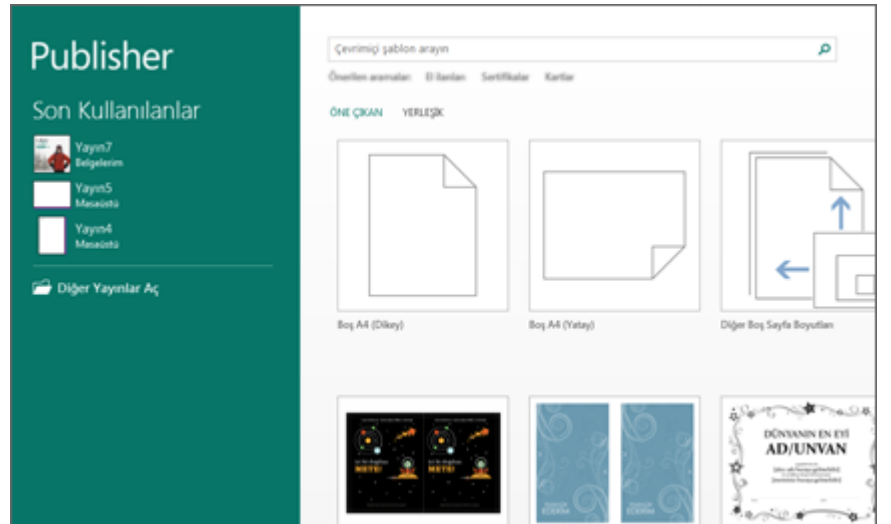 Publisher
Son Kullanılanlar
Yayın7
Belgelerim
Yayın5
Masaüstü
Yayın4
Masaüstü
Diğer Yayınlar Aç
Çevrimiçi şablon arayın
Önerilen aramalar: El ilanları Sertifikalar Kartlar
ÖNE ÇIKAN YERLEŞİK
Boş A4 (Dikey)
Boş A4 (Yatay)
Diğer Boş Sayfa Boyutları
METE!
DÜNYANIN EN İYİ
AD/UNVAN